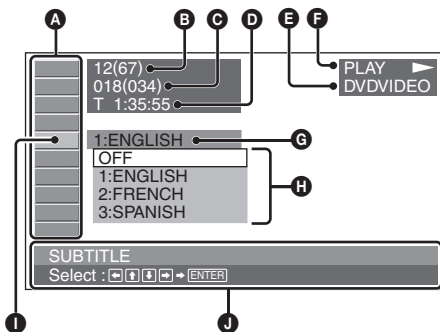 A
B
C
D
E
F
12(67)
018(034)
T 1:35:55
PLAY
DVDVIDEO
1:ENGLISH
G
OFF
1:ENGLISH
2:FRENCH
3:SPANISH
H
SUBTITLE
Select : ←↑↓→ → ENTER
I
J